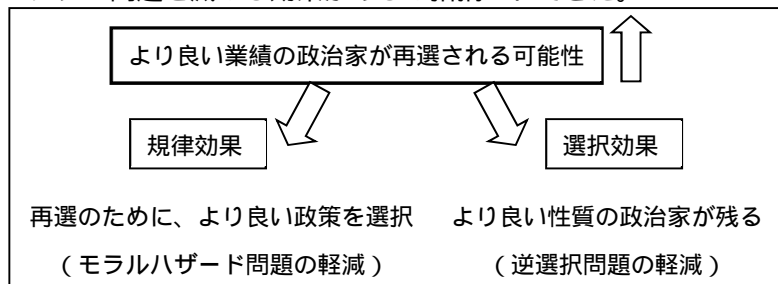 より良い業績の政治家が再選される可能性
規律効果
選択効果
再選のために、より良い政策を選択
より良い性質の政治家が残る
(モラルハザード問題の軽減)
(逆選択問題の軽減)